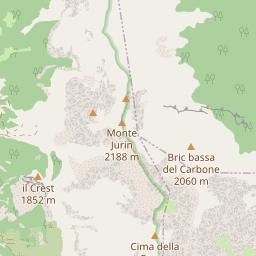 Monte
Jurin
2188 m
Bric bassa
del Carbone
2060 m
il Crest
1852 m
Cima della